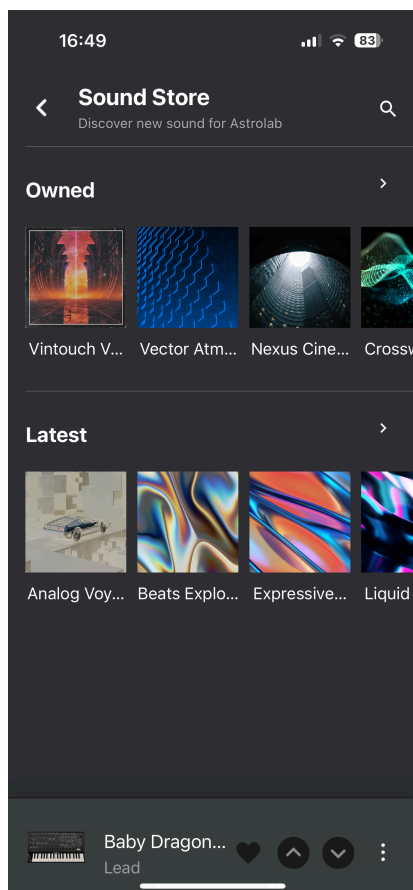 16:49
83
Sound Store
Discover new sound for Astrolab
Owned
Vintouch V... Vector Atm... Nexus Cine... Crossw
Latest
Analog Voy... Beats Explo... Expressive... Liquid
Baby Dragon...
Lead